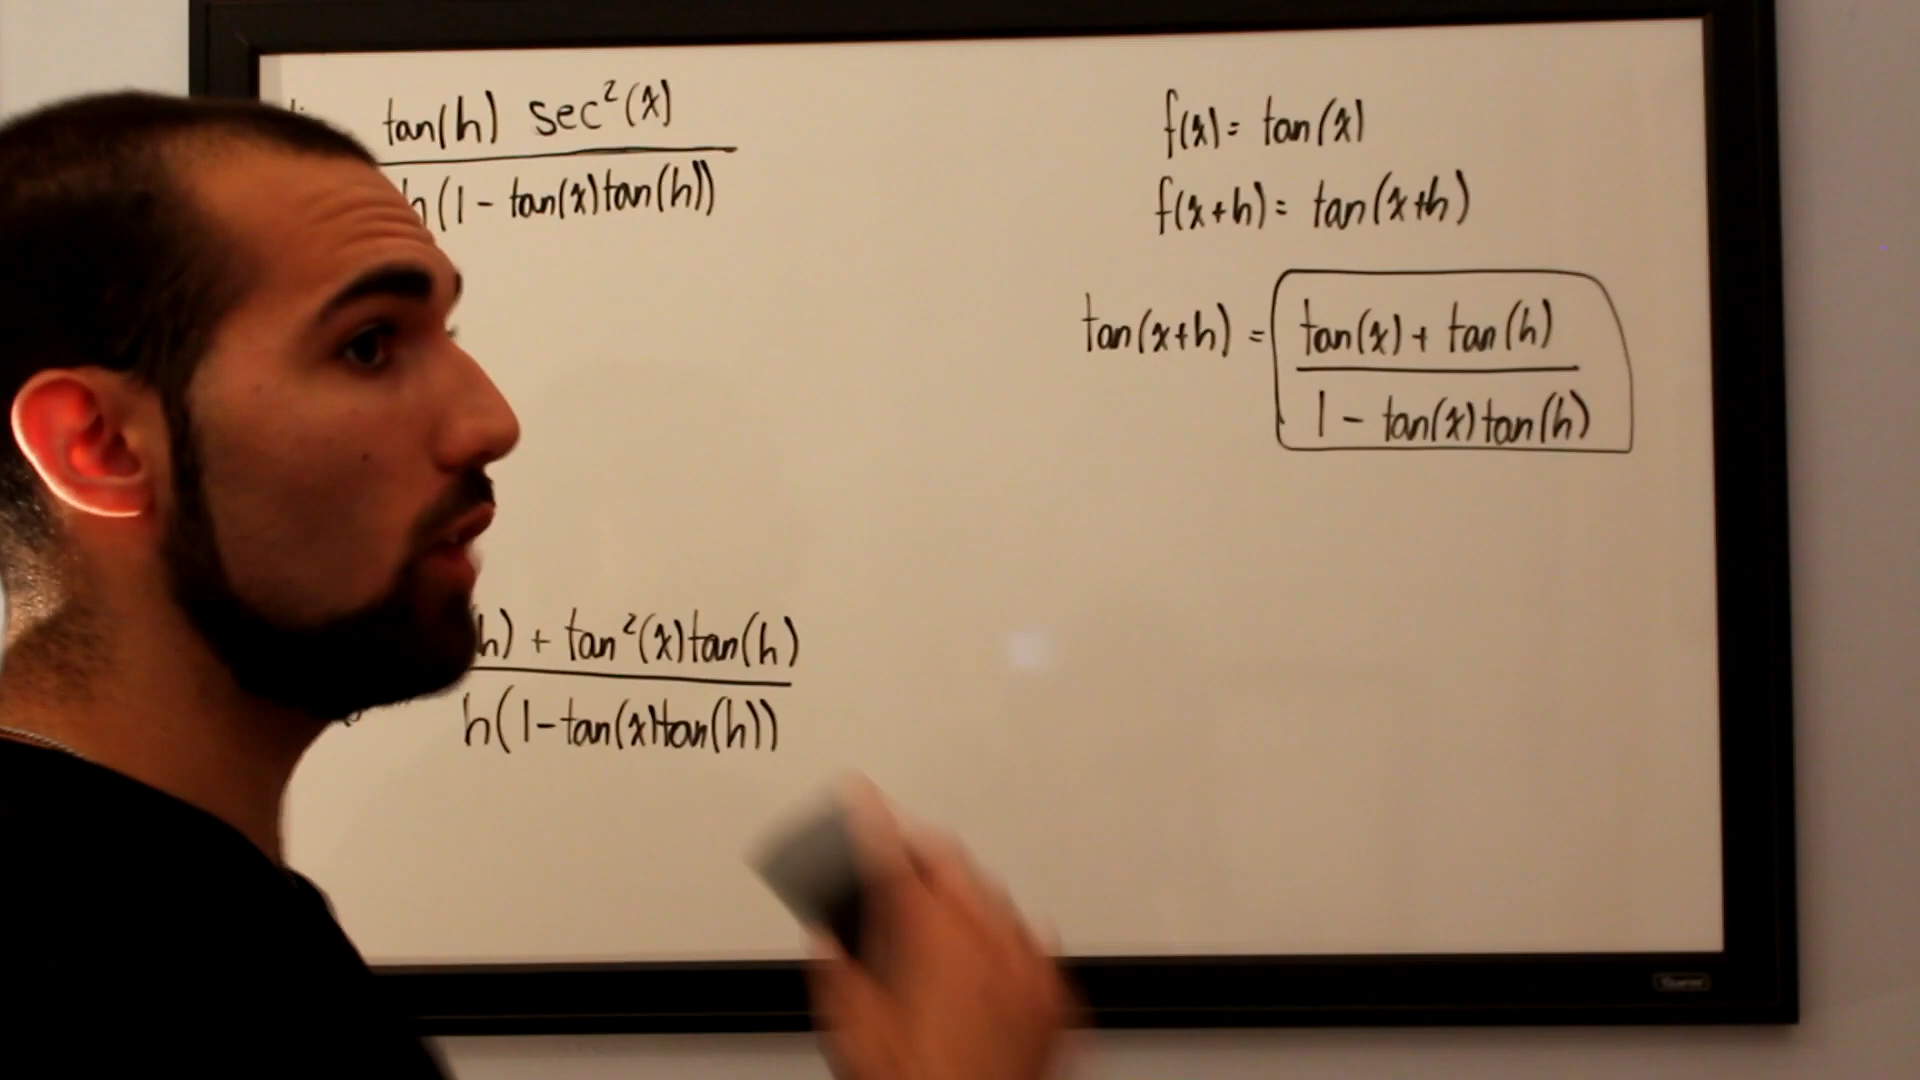 tan(h) sec²(x)
h(1 - tan(x)tan(h))
h) + tan²(x)tan(h)
h(1-tan(x)tan(h))
f(x) = tan(x)
f(x+h) = tan(x+h)
tan(x+h) = tan(x) + tan(h)
1 - tan(x)tan(h)